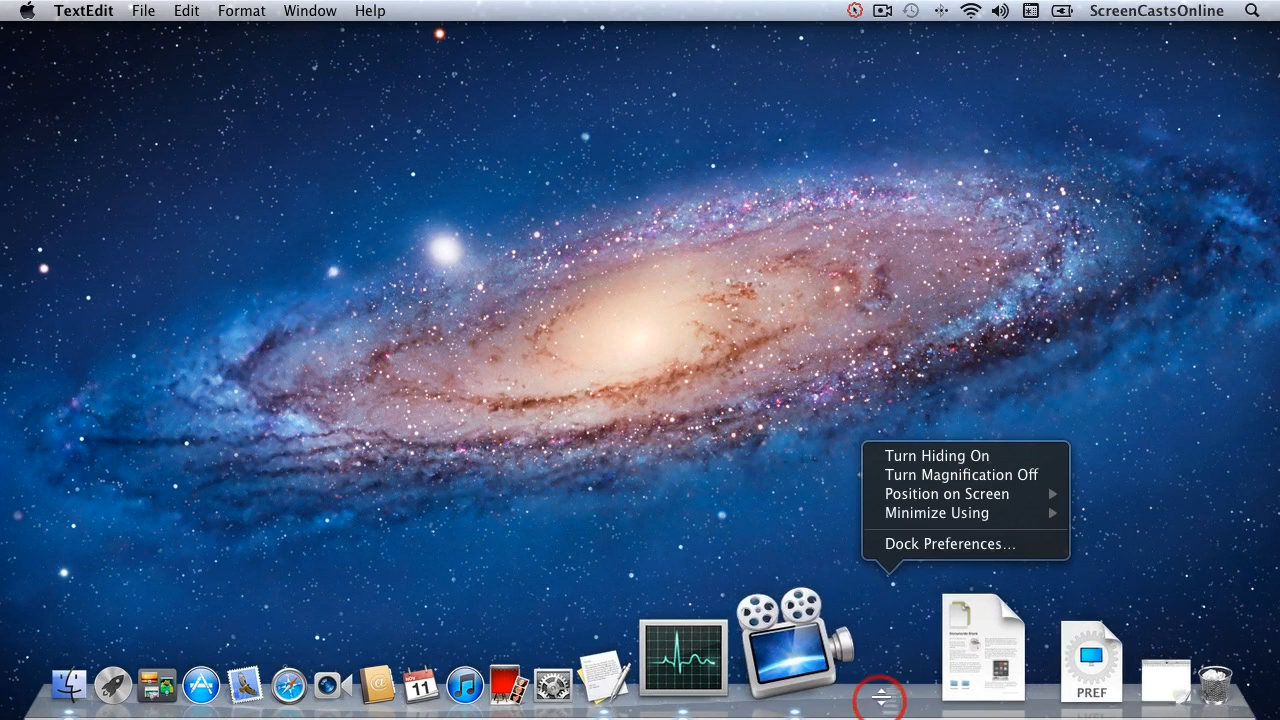 TextEdit File Edit Format Window Help ScreenCastsOnline
Turn Hiding On
Turn Magnification Off
Position on Screen
Minimize Using
Dock Preferences...
NOV
11
@
PREF